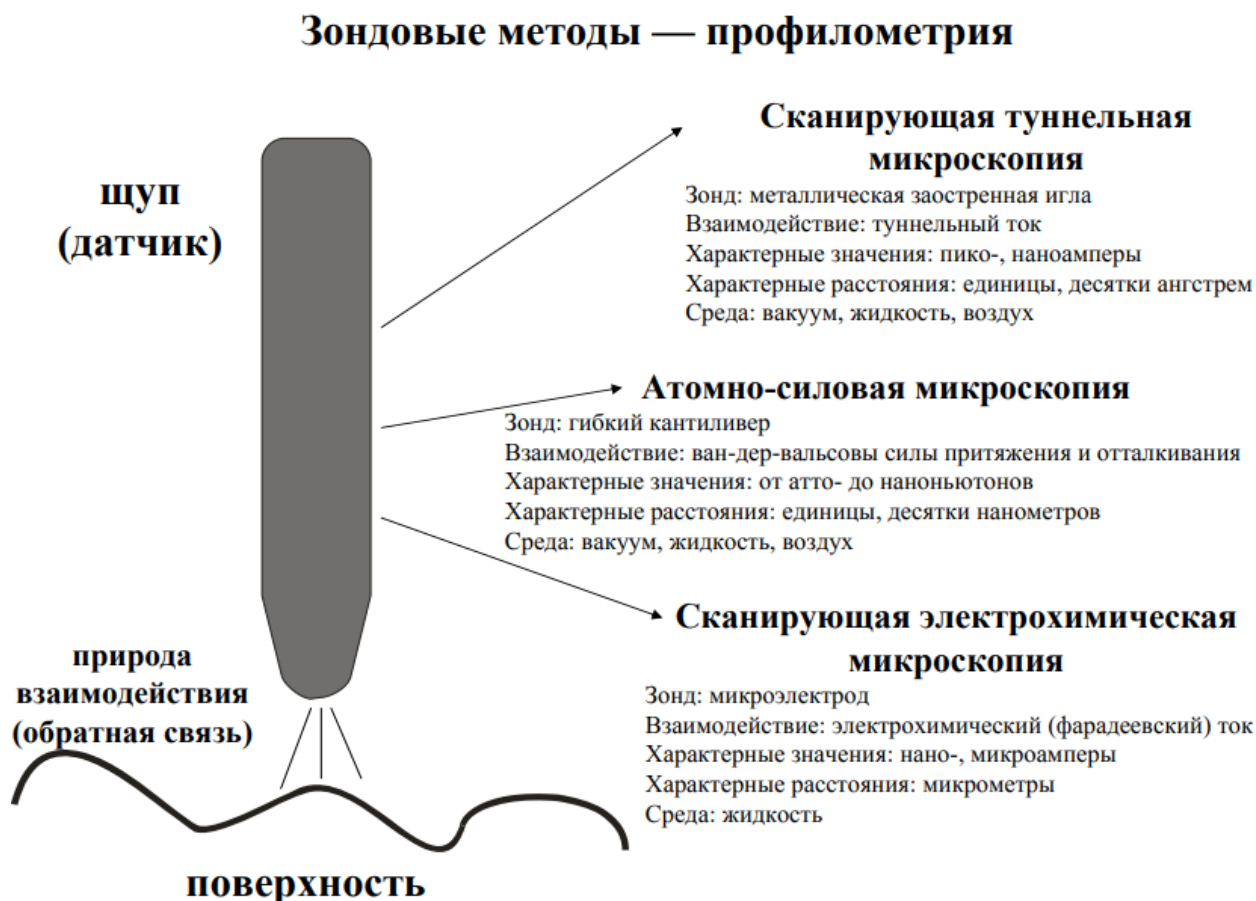 Зондовые методы — профилометрия
щуп
(датчик)
Сканирующая туннельная
микроскопия
Зонд: металлическая заостренная игла
Взаимодействие: туннельный ток
Характерные значения: пико-, наноамперы
Характерные расстояния: единицы, десятки ангстрем
Среда: вакуум, жидкость, воздух
Атомно-силовая микроскопия
Зонд: гибкий кантиливер
Взаимодействие: ван-дер-вальсовы силы притяжения и отталкивания
Характерные значения: от атто- до наноньютонов
Характерные расстояния: единицы, десятки нанометров
Среда: вакуум, жидкость, воздух
Сканирующая электрохимическая
микроскопия
Зонд: микроэлектрод
Взаимодействие: электрохимический (фарадеевский) ток
Характерные значения: нано-, микроамперы
Характерные расстояния: микрометры
Среда: жидкость
природа
взаимодействия
(обратная связь)
поверхность